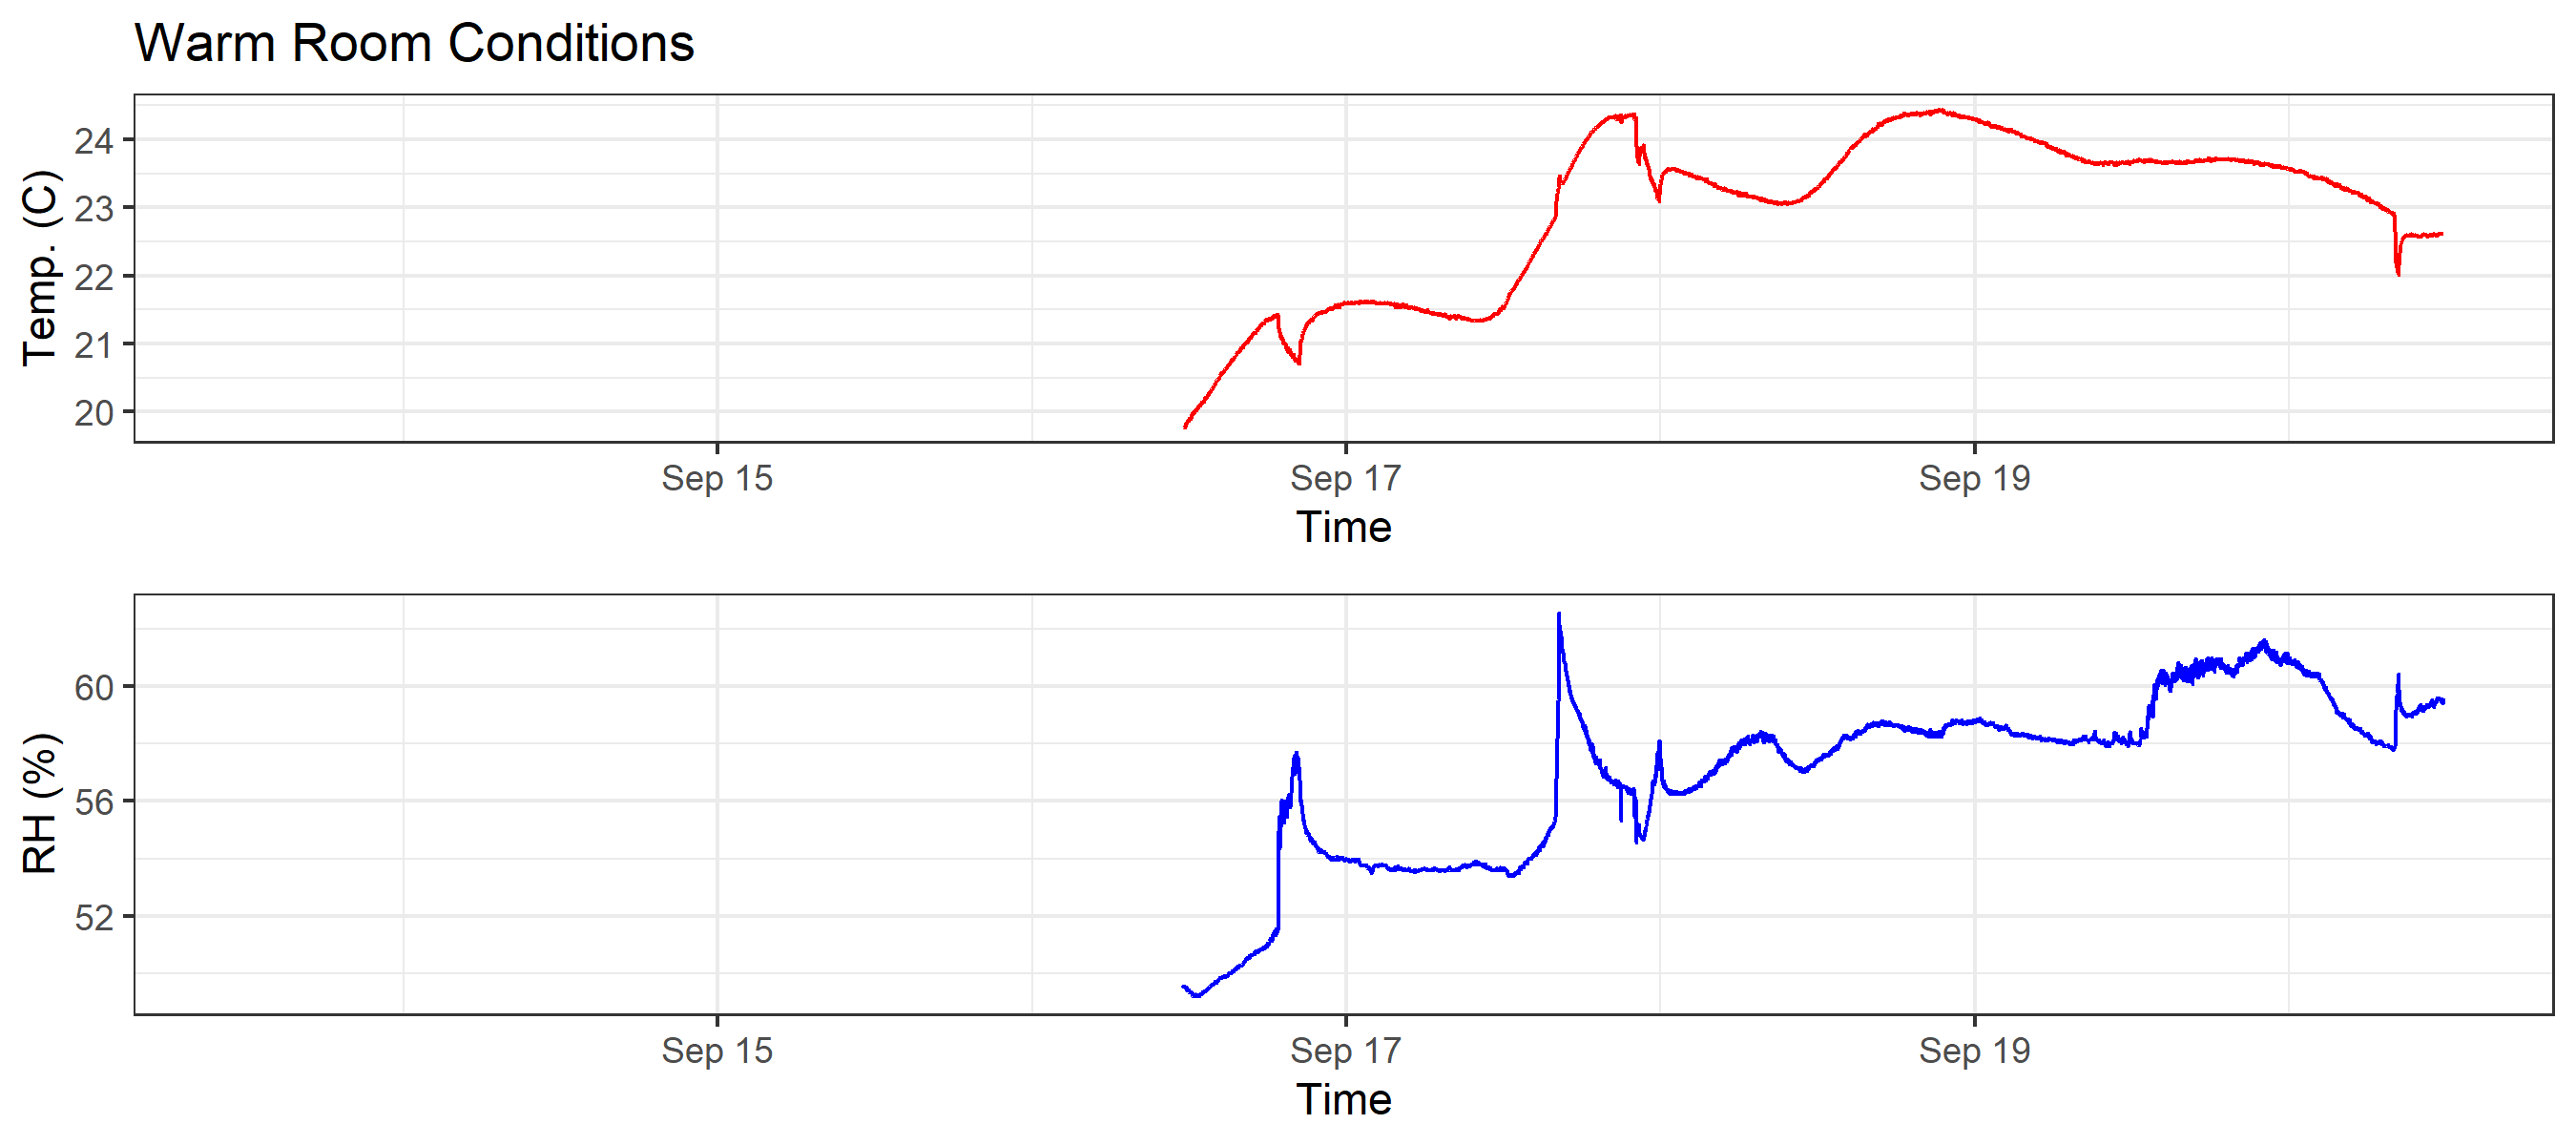 Warm Room Conditions
Temp. (C)
24
23
22
21
20
Sep 15
Sep 17
Sep 19
Time
RH (%)
60
56
52
Sep 15
Sep 17
Sep 19
Time